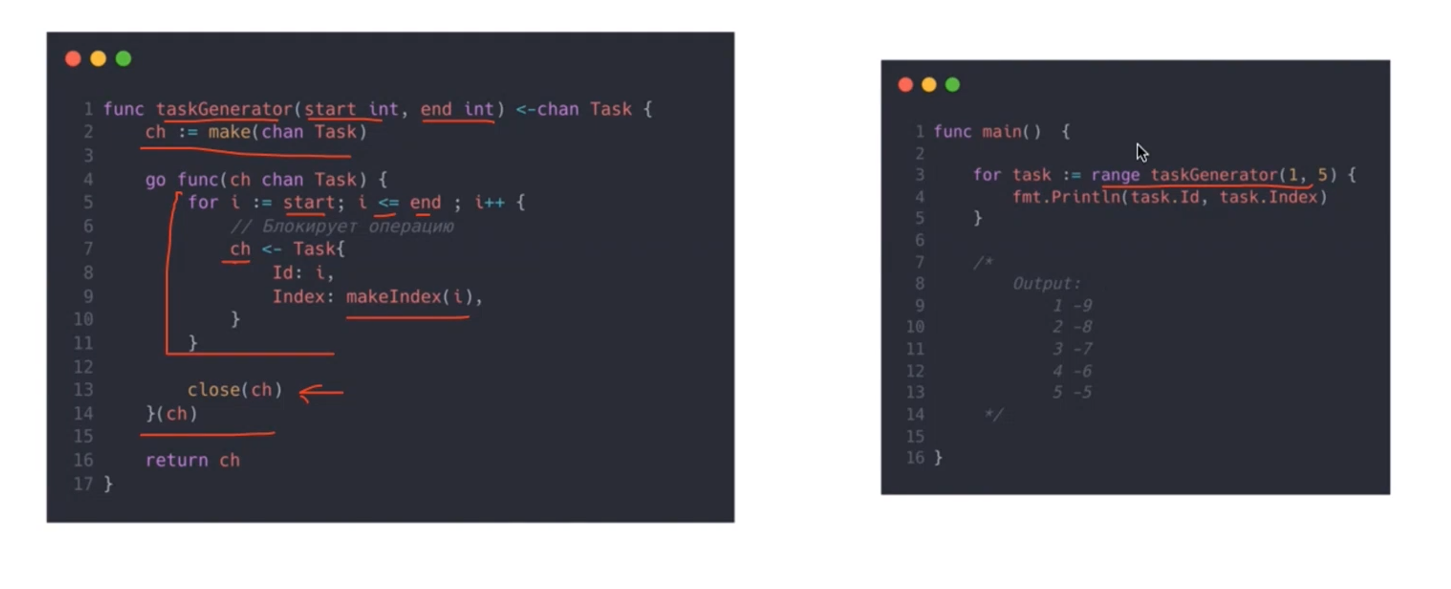 1 func taskGenerator(start int, end int) <-chan Task {
2     ch := make(chan Task)
3
4     go func(ch chan Task) {
5         for i := start; i <= end ; i++ {
6             // Блокирует операцию
7             ch <- Task{
8                 Id: i,
9                 Index: makeIndex(i),
10             }
11         }
12
13         close(ch)
14     }(ch)
15
16     return ch
17 }
1 func main()  {
2
3     for task := range taskGenerator(1, 5) {
4         fmt.Println(task.Id, task.Index)
5     }
6
7     /*
8         Output:
9             1 -9
10             2 -8
11             3 -7
12             4 -6
13             5 -5
14      */
15
16 }